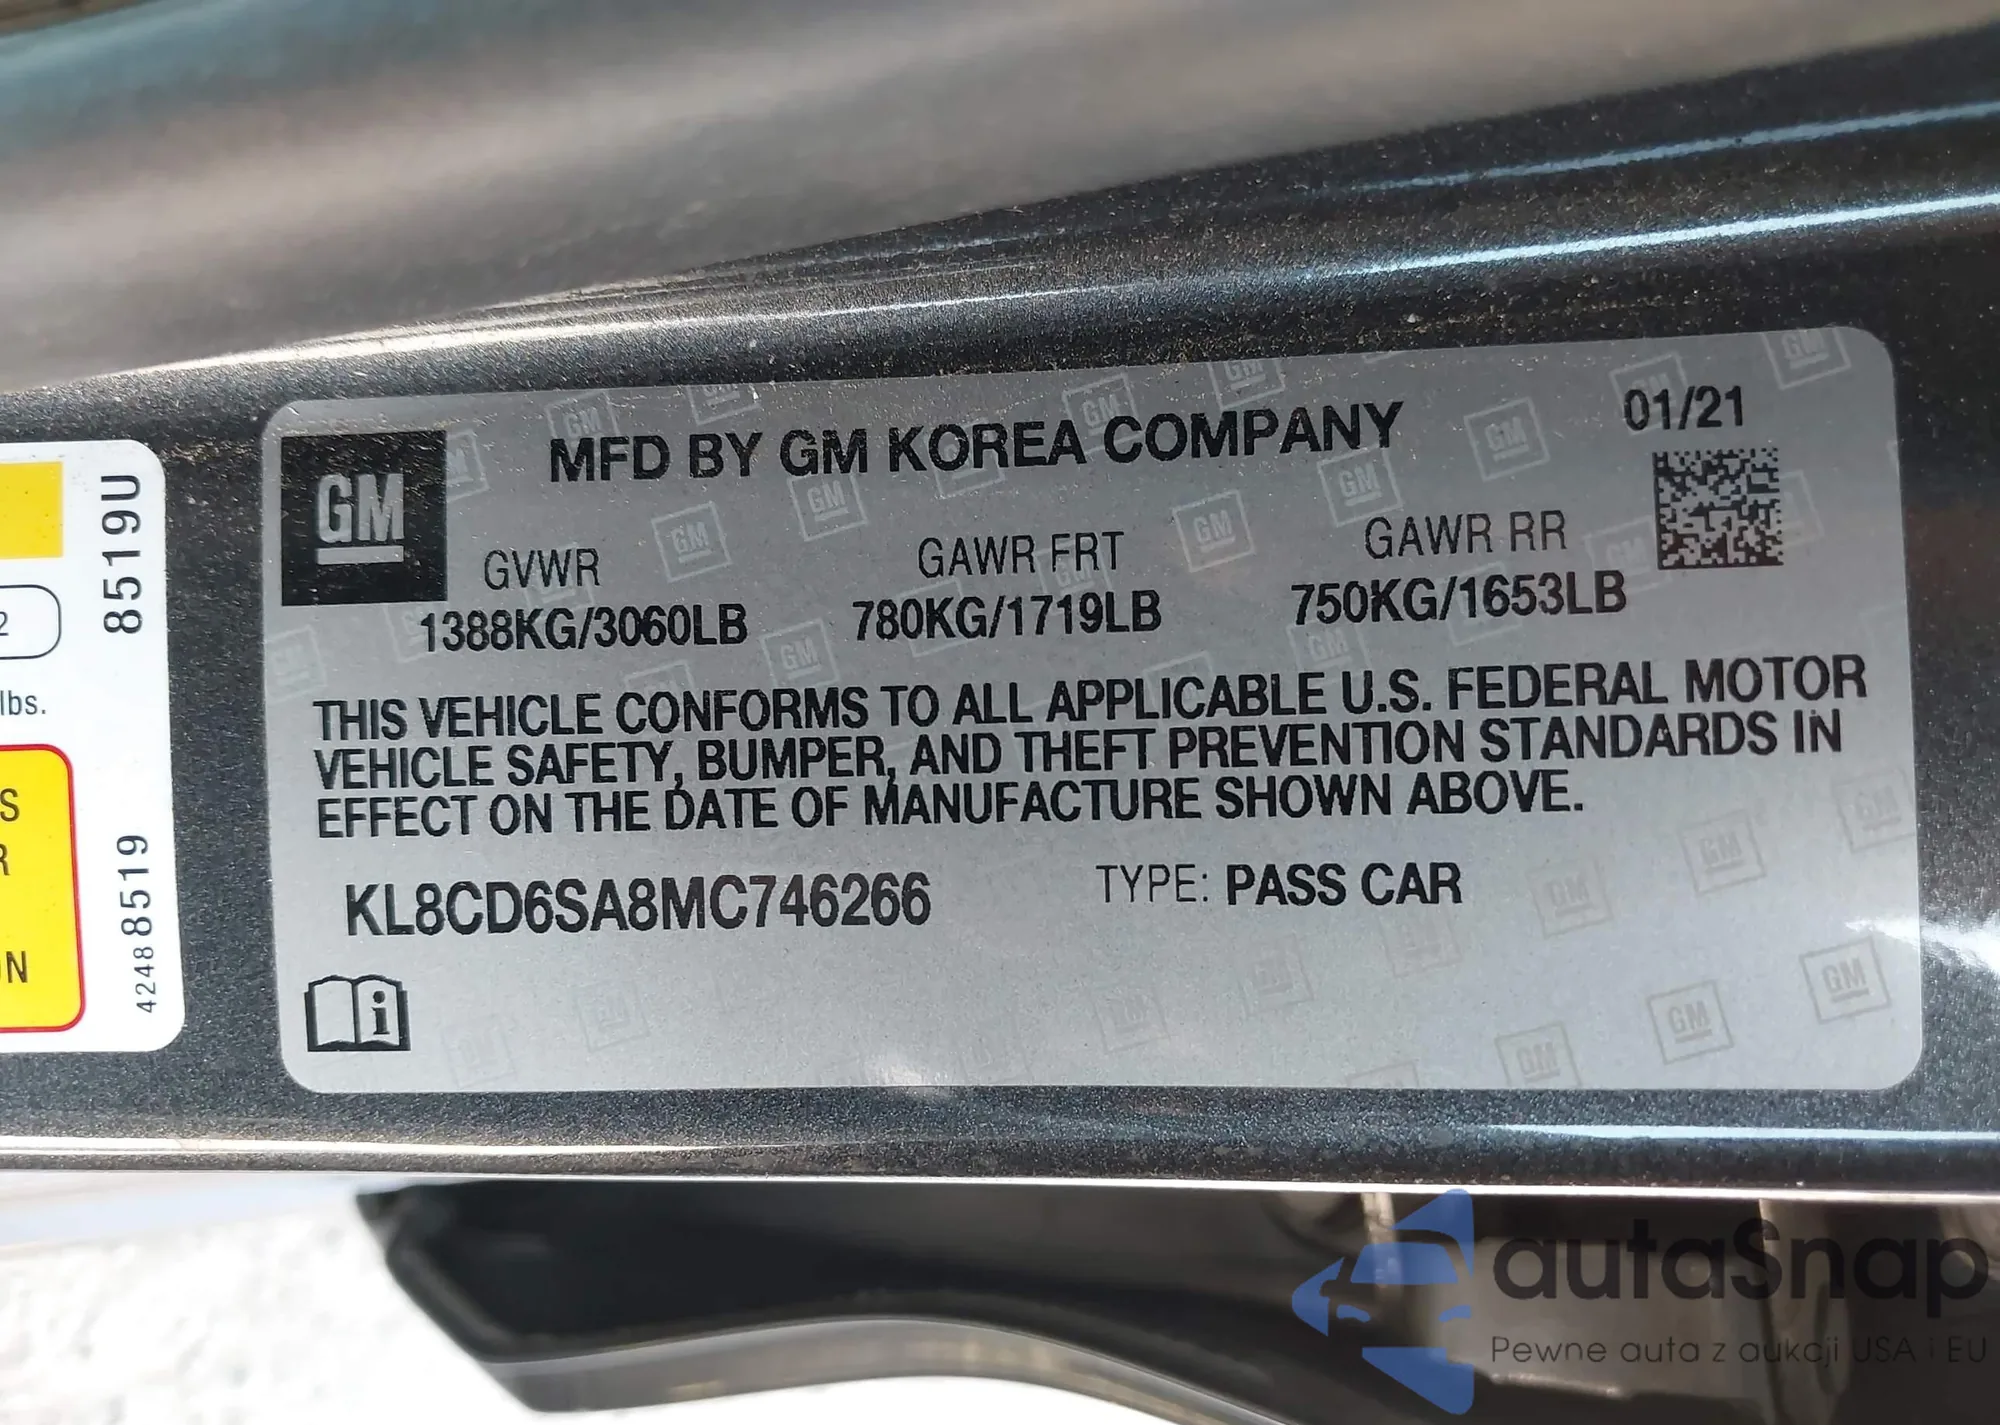 GM
MFD BY GM KOREA COMPANY
01/21
GVWR
GAWR FRT
GAWR RR
1388KG/3060LB
780KG/1719LB
750KG/1653LB
THIS VEHICLE CONFORMS TO ALL APPLICABLE U.S. FEDERAL MOTOR
VEHICLE SAFETY, BUMPER, AND THEFT PREVENTION STANDARDS IN
EFFECT ON THE DATE OF MANUFACTURE SHOWN ABOVE.
KL8CD6SA8MC746266
TYPE: PASS CAR
8519U
42488519
2
lbs.
S
R
ON
autaSnap
Pewne auta z aukcji USA i EU